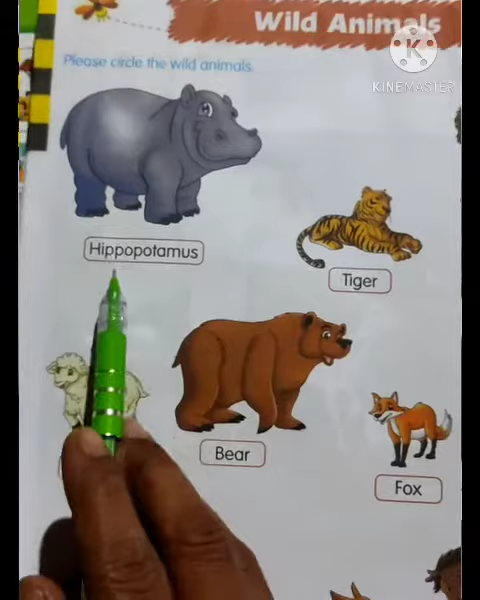 Wild Animals
K
KINEMASTER
Please circle the wild animals.
Hippopotamus
Tiger
Bear
Fox